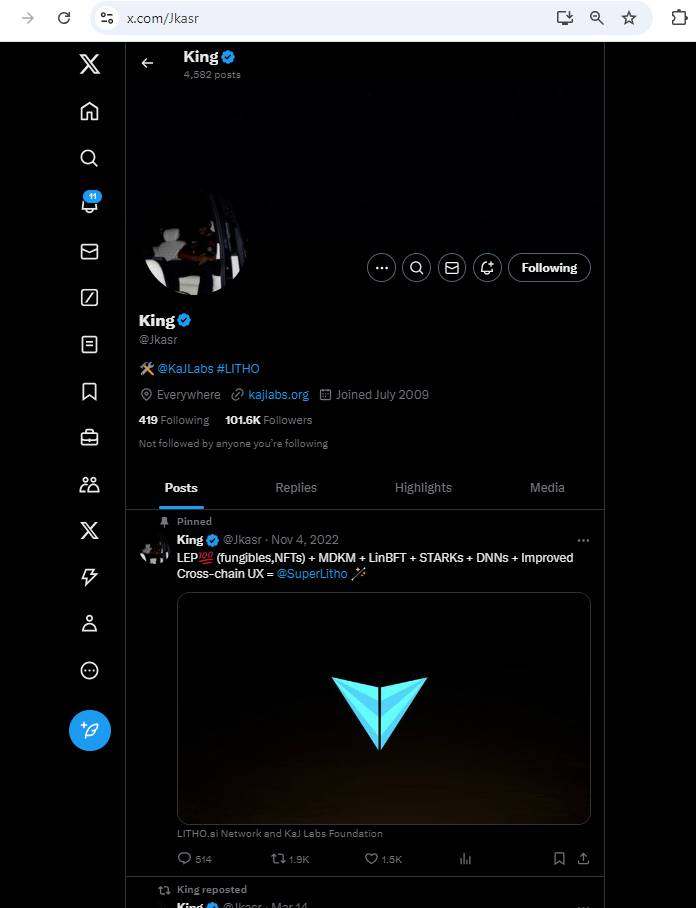 x.com/Jkasr
King
4,582 posts
11
Following
King
@Jkasr
🛠️ @KaJLabs #LITHO
Everywhere kajlabs.org Joined July 2009
419 Following 101.6K Followers
Not followed by anyone you're following
Posts Replies Highlights Media
Pinned
King @Jkasr · Nov 4, 2022
LEP💯 (fungibles,NFTs) + MDKM + LinBFT + STARKs + DNNs + Improved
Cross-chain UX = @SuperLitho 🪄
LITHO.ai Network and KaJ Labs Foundation
514 1.9K 1.5K
King reposted
King @Jkasr · Mar 14